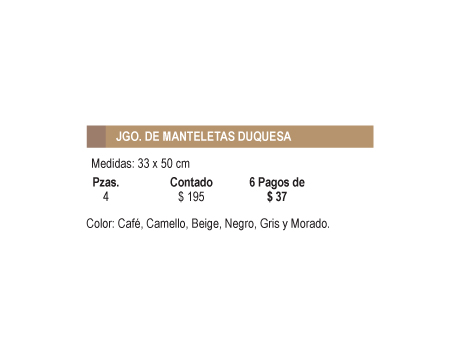 JGO. DE MANTELETAS DUQUESA
Medidas: 33 x 50 cm
Pzas. Contado 6 Pagos de
4 $ 195 $ 37
Color: Café, Camello, Beige, Negro, Gris y Morado.